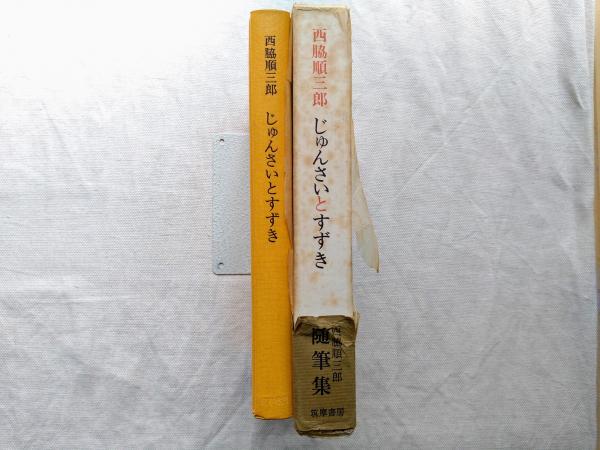 西脇順三郎 じゅんさいとすずき
西脇順三郎 じゅんさいとすずき
西脇順三郎
随筆集
筑摩書房